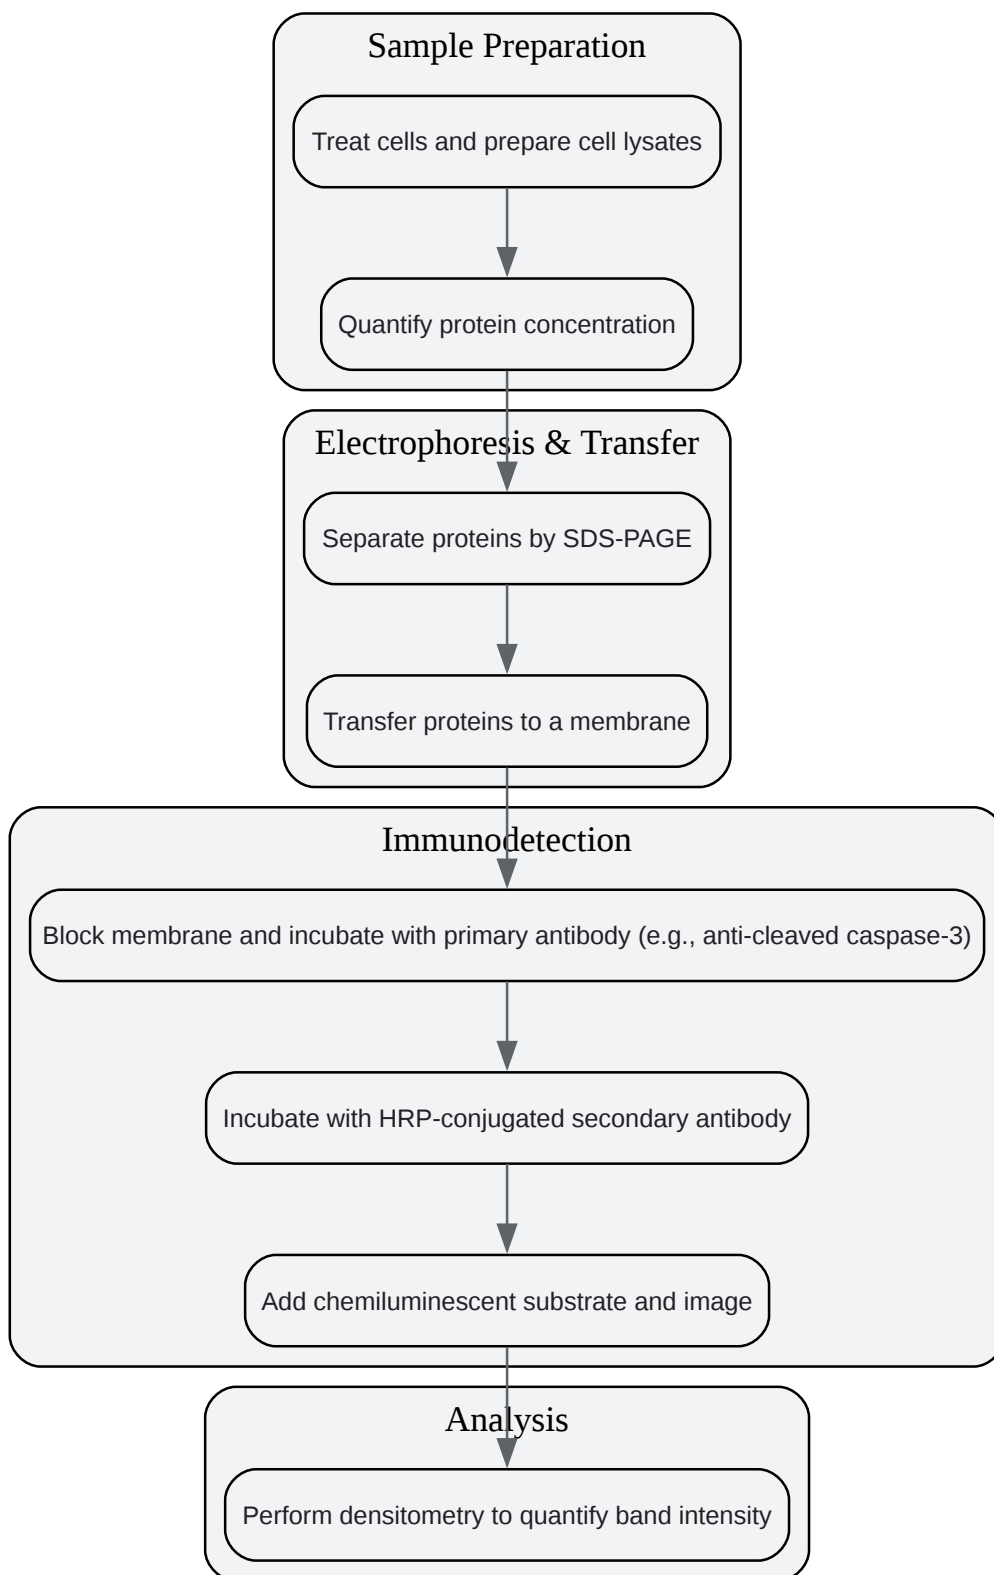 Sample Preparation
Treat cells and prepare cell lysates
Quantify protein concentration
Electrophoresis & Transfer
Separate proteins by SDS-PAGE
Transfer proteins to a membrane
Immunodetection
Block membrane and incubate with primary antibody (e.g., anti-cleaved caspase-3)
Incubate with HRP-conjugated secondary antibody
Add chemiluminescent substrate and image
Analysis
Perform densitometry to quantify band intensity